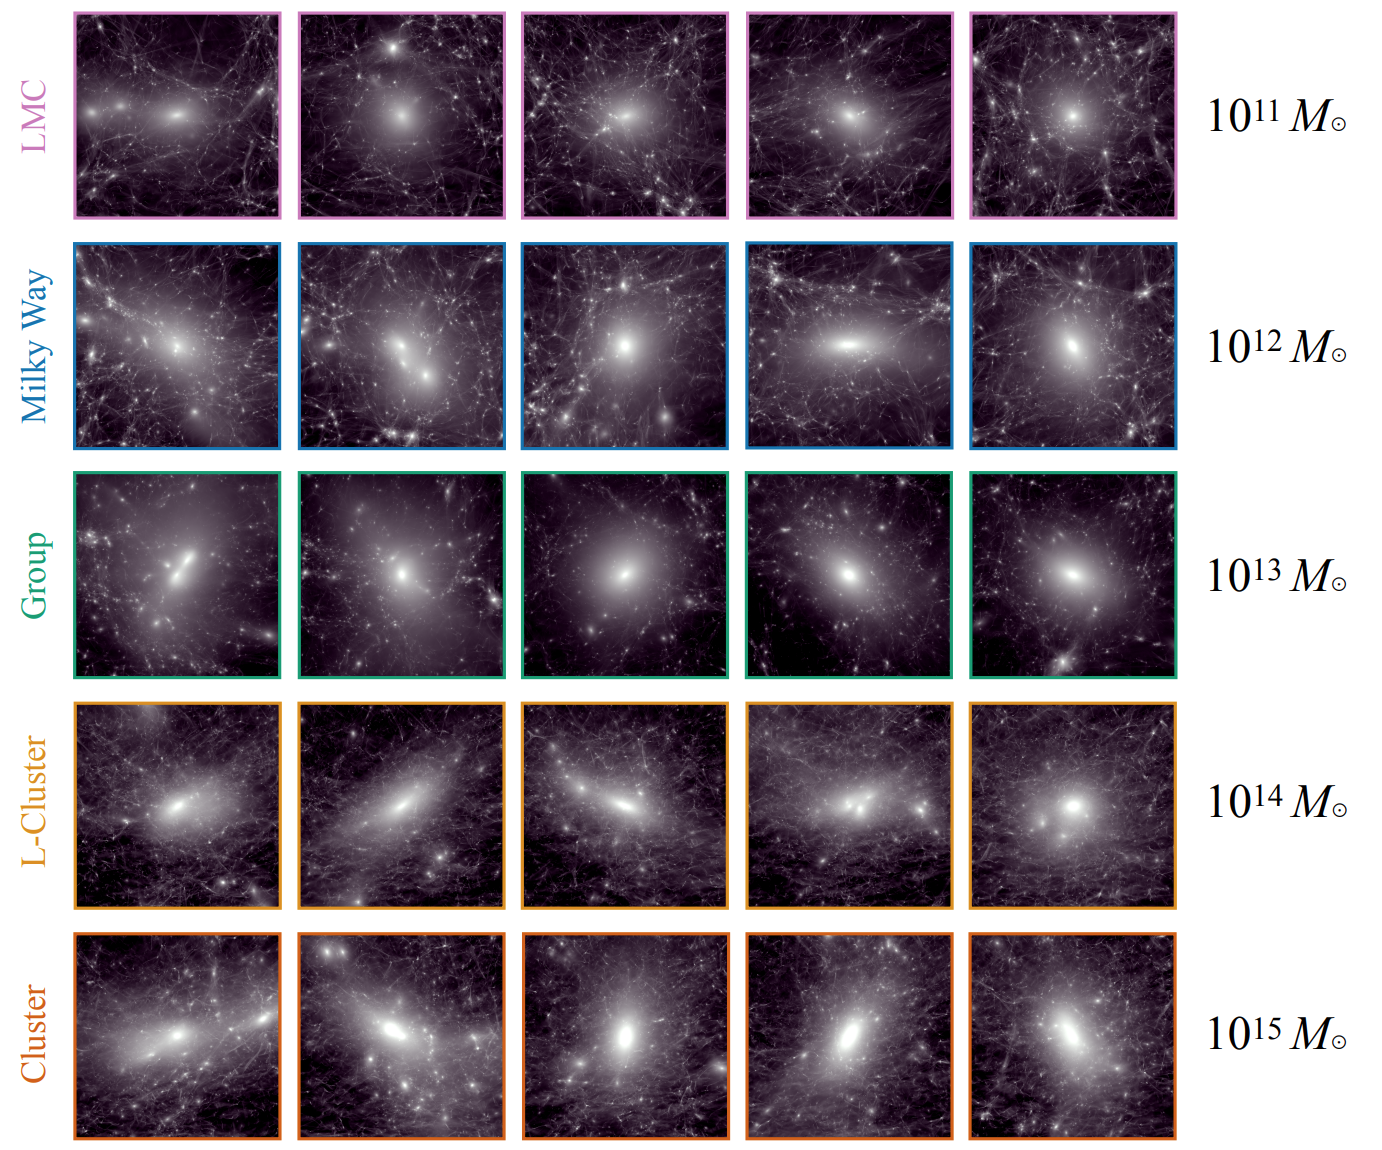 LMC
10¹¹ M☉
Milky Way
10¹² M☉
Group
10¹³ M☉
L-Cluster
10¹⁴ M☉
Cluster
10¹⁵ M☉